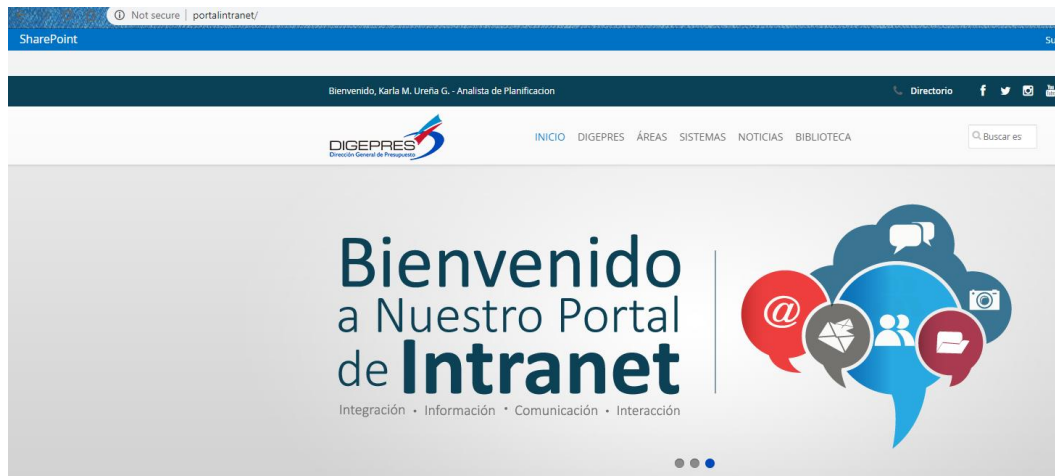 Not secure | portalintranet/
SharePoint
Bienvenido, Karla M. Ureña G. - Analista de Planificacion
Directorio
DIGEPRES
Dirección General de Presupuesto
INICIO DIGEPRES ÁREAS SISTEMAS NOTICIAS BIBLIOTECA
Buscar es
Bienvenido
a Nuestro Portal
de Intranet
Integración · Información · Comunicación · Interacción